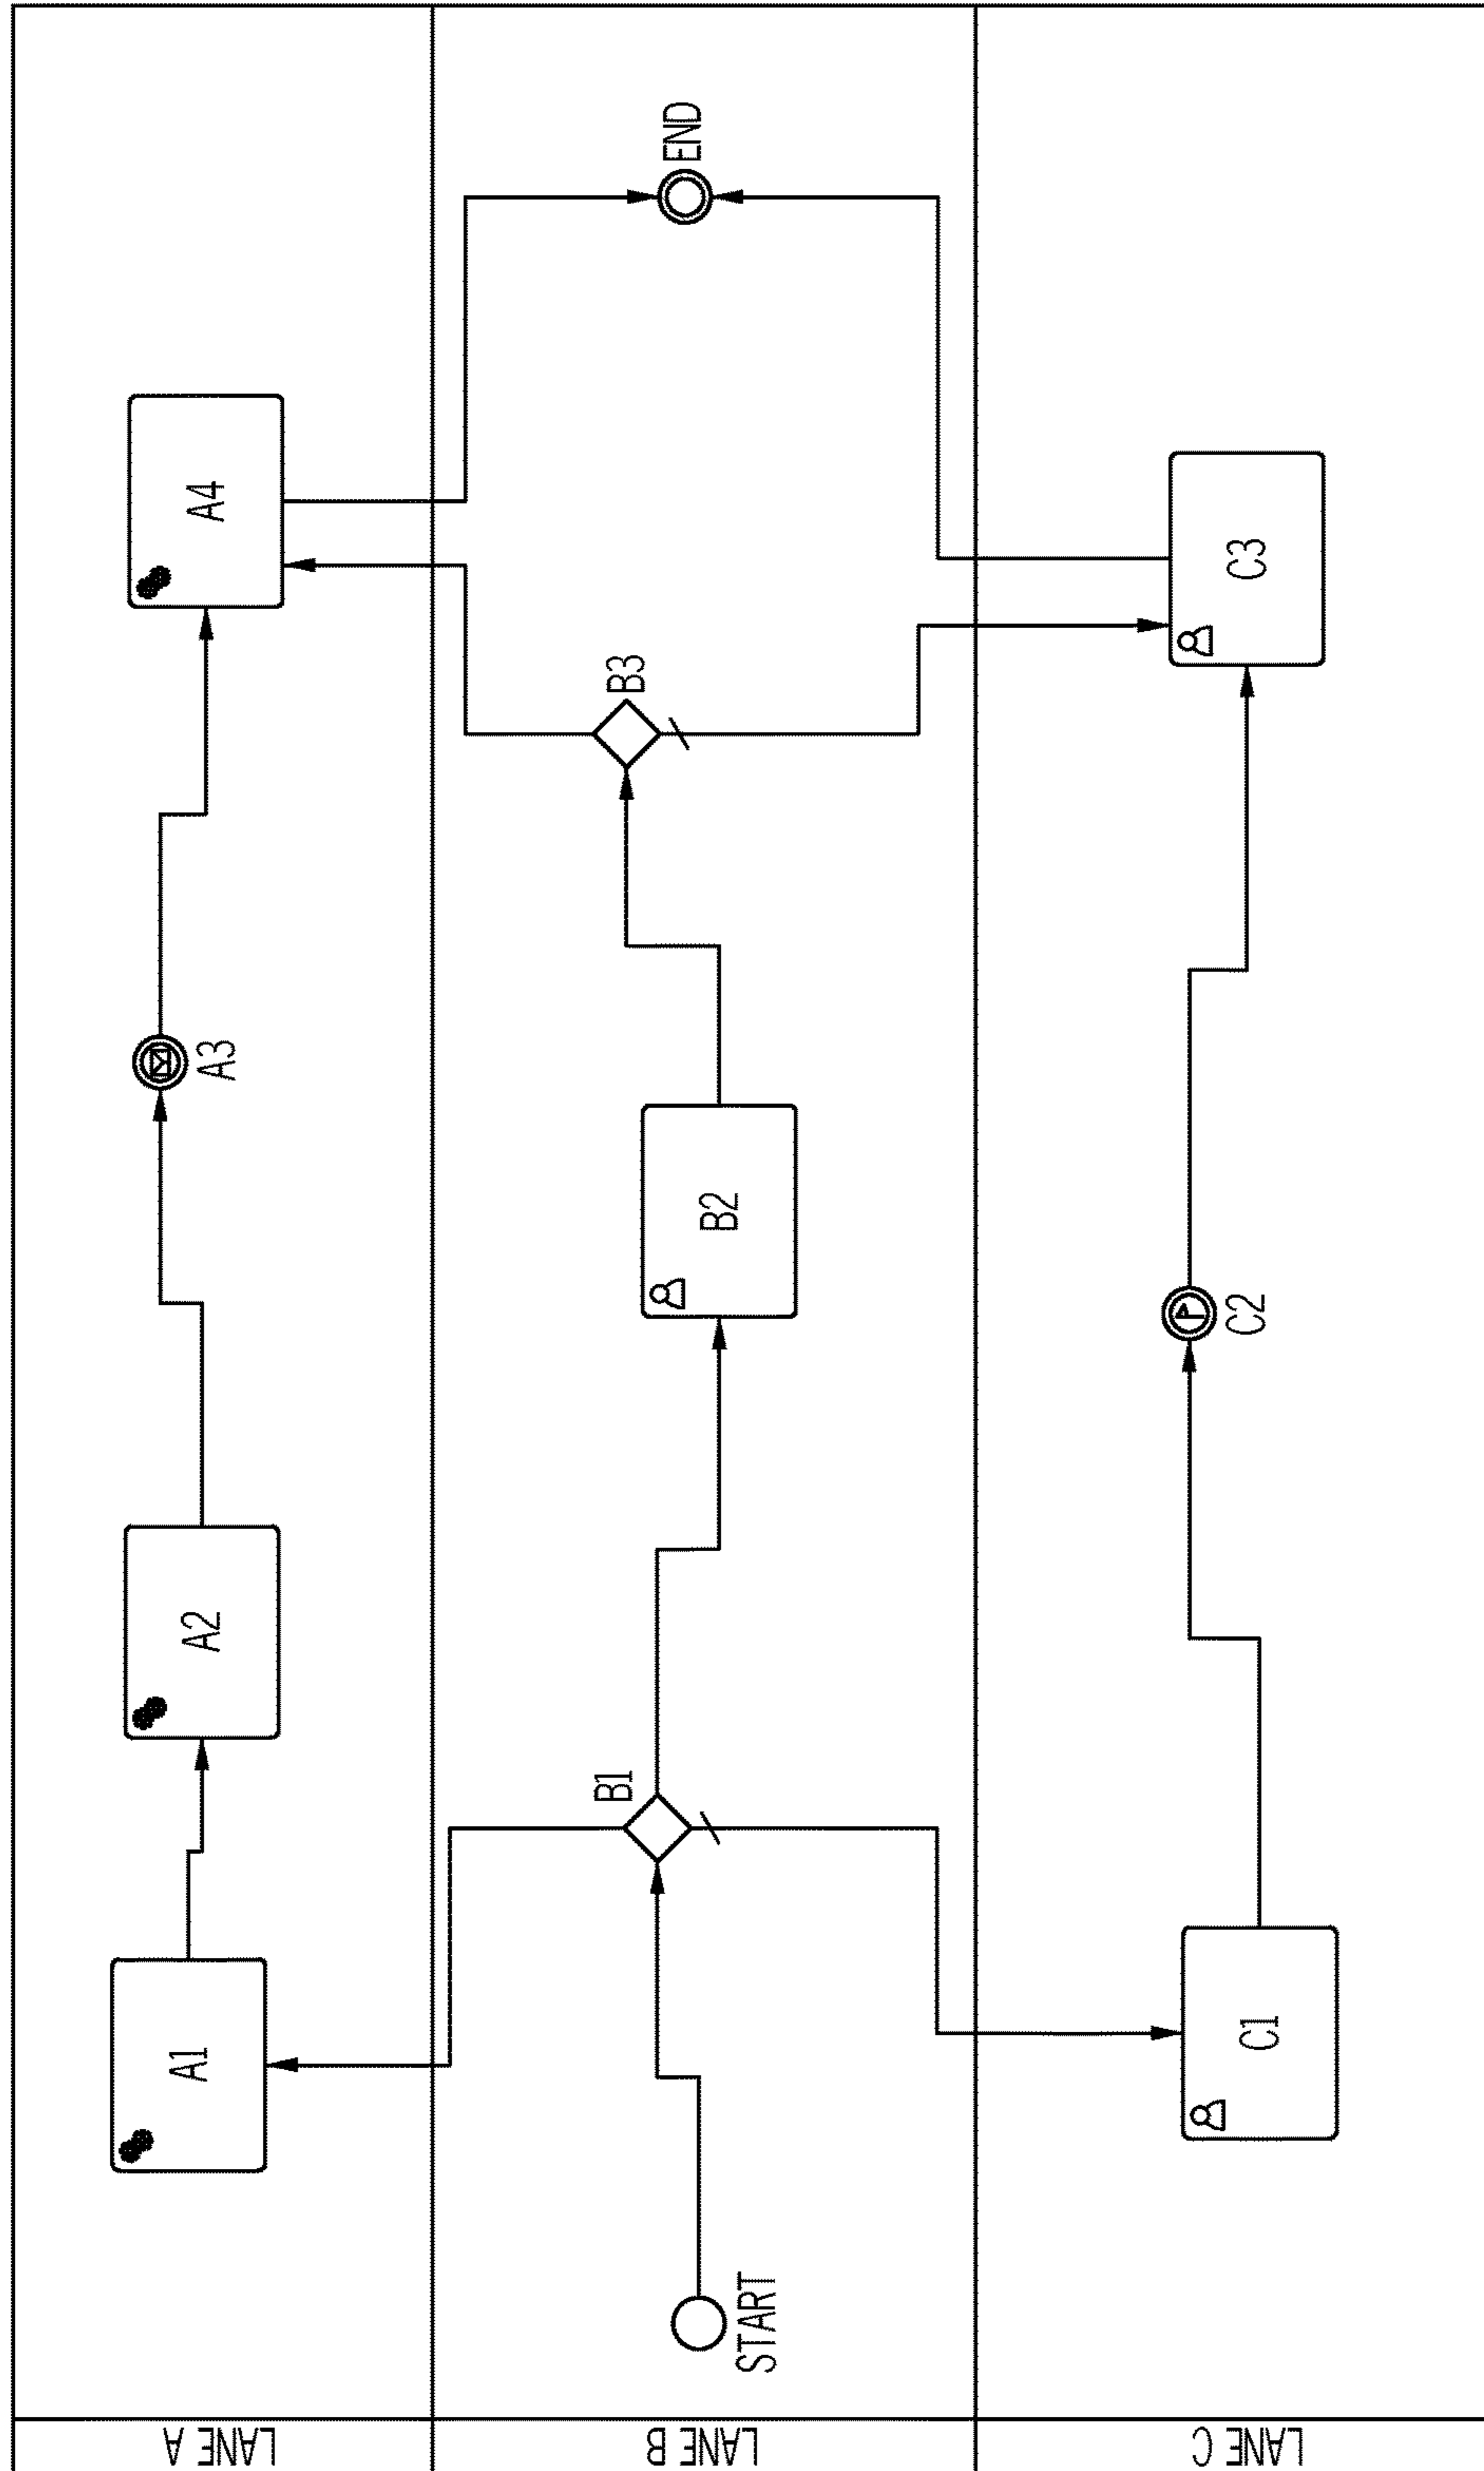 LANE A
A1
A2
A3
A4
LANE B
START
B1
B2
B3
END
LANE C
C1
C2
C3